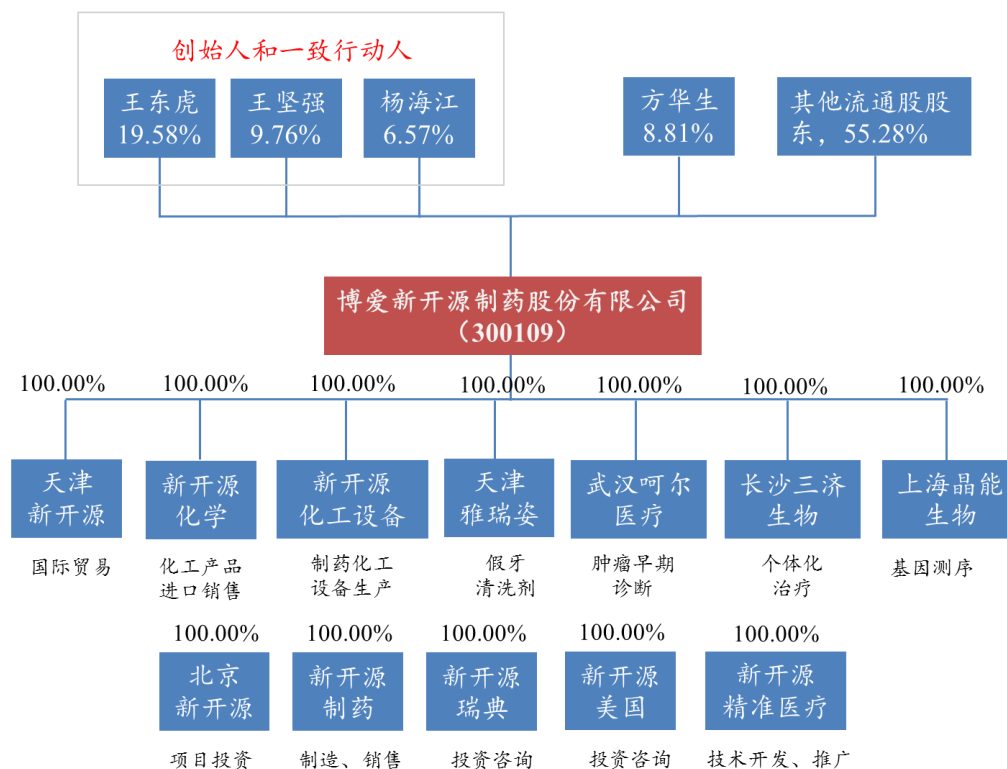 创始人和一致行动人
王东虎
19.58%
王坚强
9.76%
杨海江
6.57%
方华生
8.81%
其他流通股股
东，55.28%
博爱新开源制药股份有限公司
（300109）
100.00%
100.00%
100.00%
100.00%
100.00%
100.00%
100.00%
天津
新开源
新开源
化学
新开源
化工设备
天津
雅瑞姿
武汉呵尔
医疗
长沙三济
生物
上海晶能
生物
国际贸易
化工产品
进口销售
制药化工
设备生产
假牙
清洗剂
肿瘤早期
诊断
个体化
治疗
基因测序
100.00%
100.00%
100.00%
100.00%
100.00%
北京
新开源
新开源
制药
新开源
瑞典
新开源
美国
新开源
精准医疗
项目投资
制造、销售
投资咨询
投资咨询
技术开发、推广